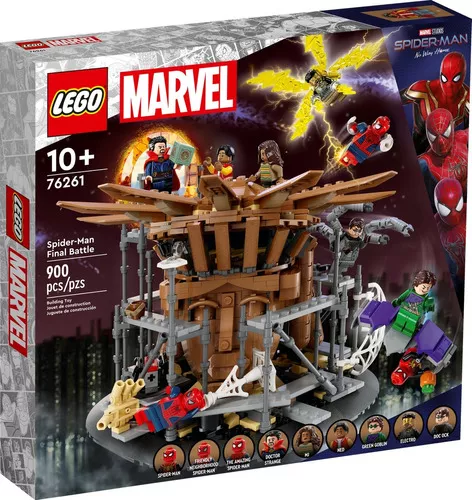 LEGO
MARVEL
MARVEL
STUDIOS
SPIDER-MAN
No Way Home
10+
76261
Spider-Man
Final Battle
900
pcs/pzs
Building Toy
Jouet de construction
Juguete de construcción
LEGO
MARVEL
SPIDER-MAN
FRIENDLY
NEIGHBORHOOD
SPIDER-MAN
THE AMAZING
SPIDER-MAN
DOCTOR
STRANGE
MJ
NED
GREEN GOBLIN
ELECTRO
DOC OCK